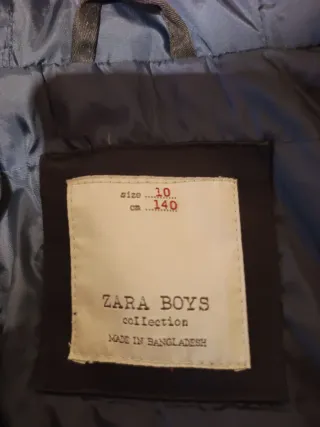 size 10
cm 140
ZARA BOYS
collection
MADE IN BANGLADESH